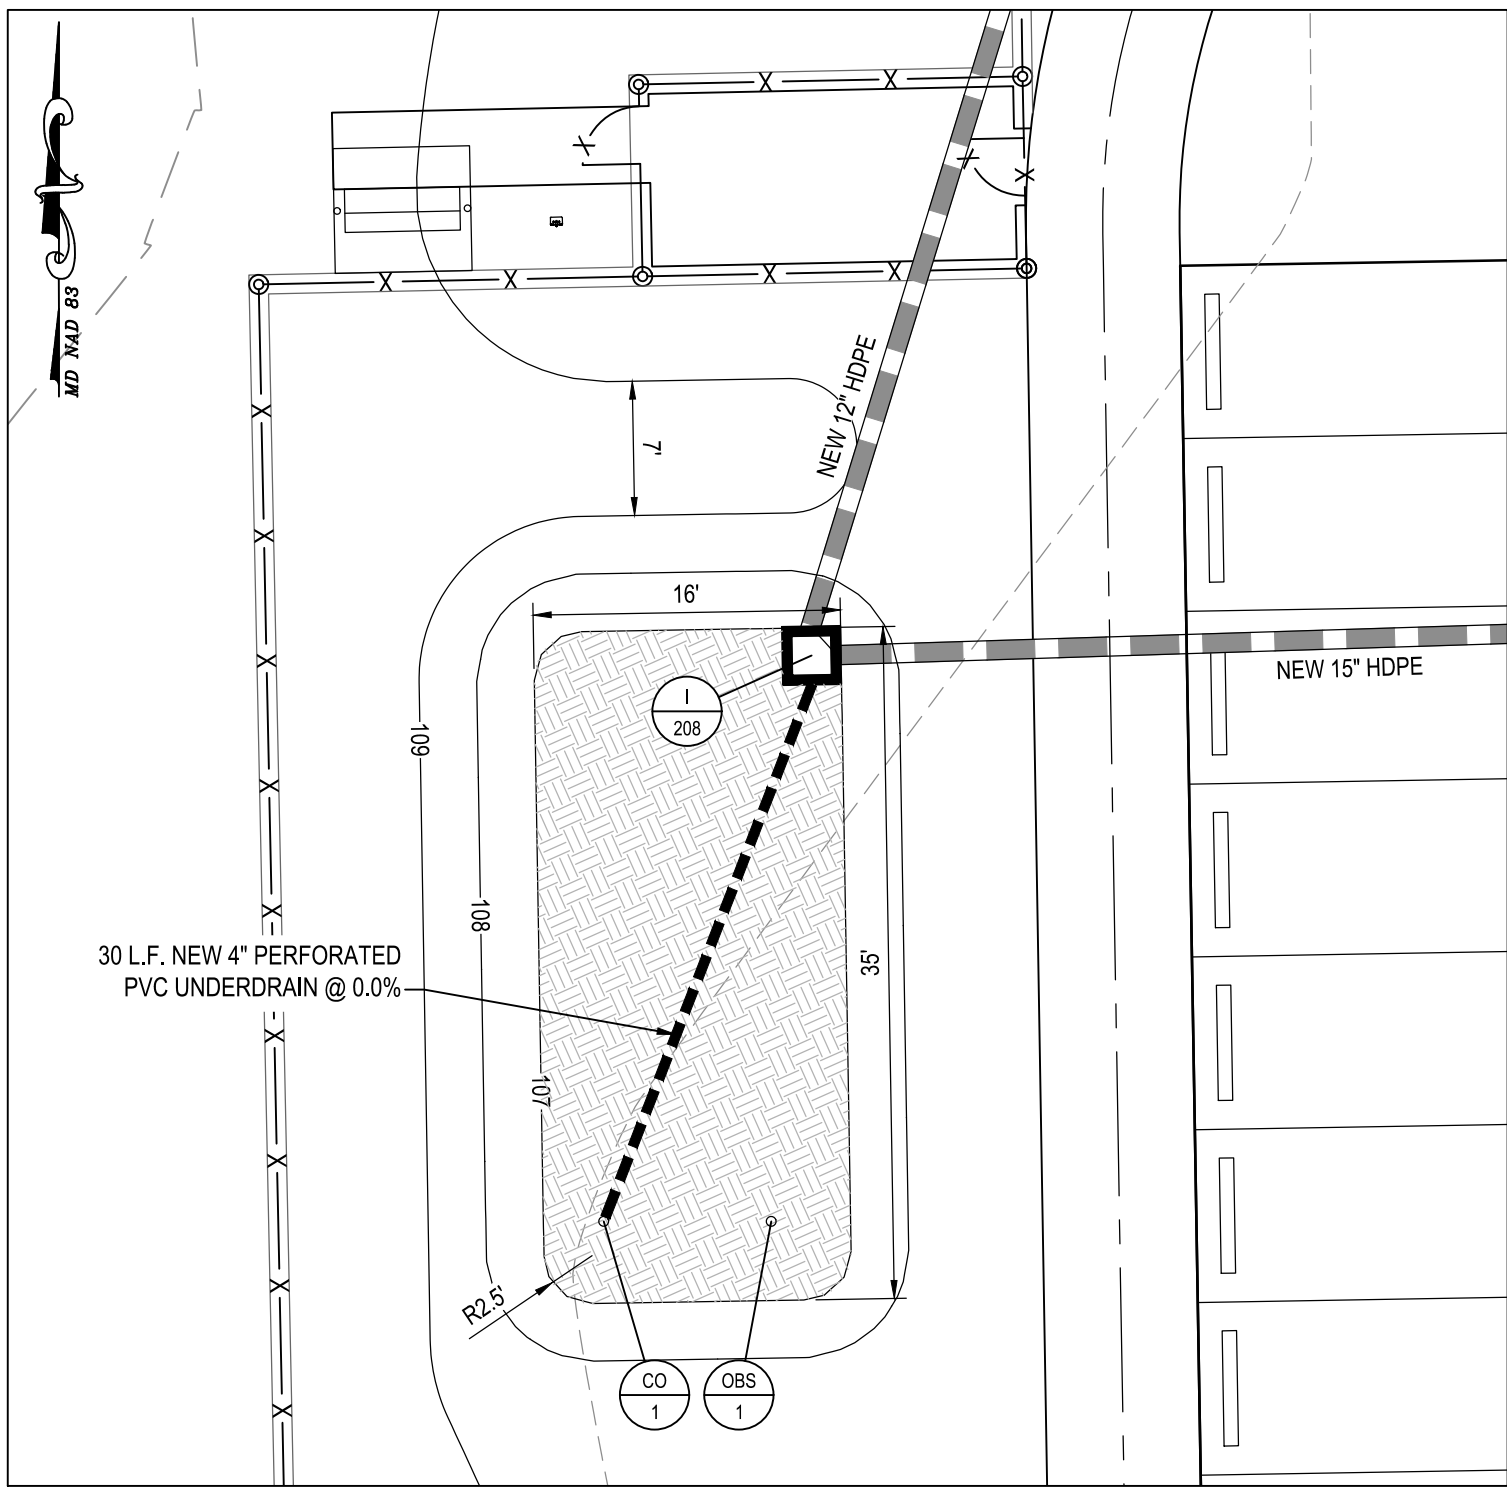 MD NAD 83
X
X
X
X
X
X
X
X
X
NEW 12" HDPE
7'
X
X
X
X
X
X
X
X
X
16'
NEW 15" HDPE
I
208
109
108
107
35'
30 L.F. NEW 4" PERFORATED
PVC UNDERDRAIN @ 0.0%
R2.5'
CO
1
OBS
1